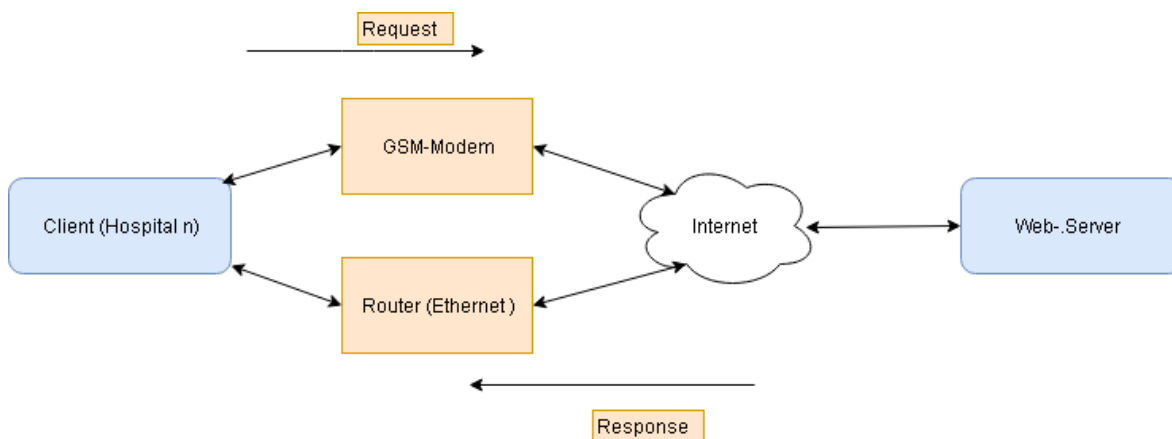 Request
GSM-Modem
Client (Hospital n)
Internet
Web-.Server
Router (Ethernet )
Response